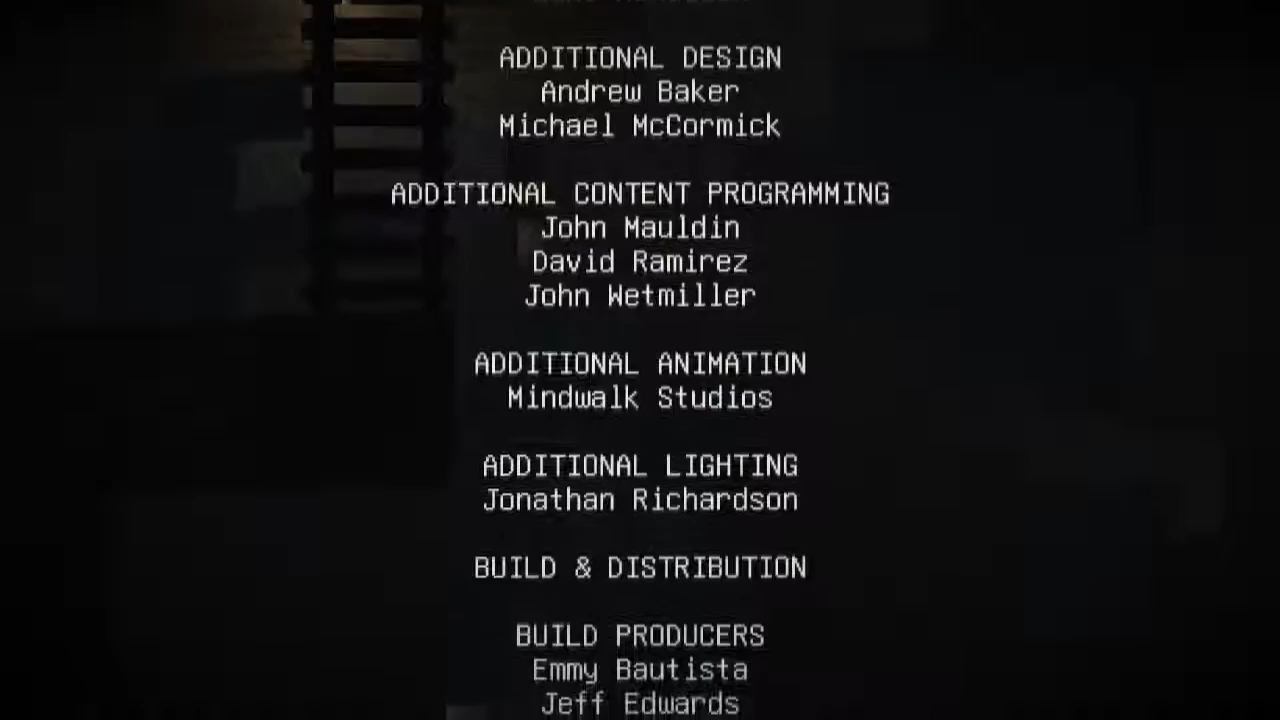 ADDITIONAL DESIGN
Andrew Baker
Michael McCormick
ADDITIONAL CONTENT PROGRAMMING
John Mauldin
David Ramirez
John Wetmiller
ADDITIONAL ANIMATION
Mindwalk Studios
ADDITIONAL LIGHTING
Jonathan Richardson
BUILD & DISTRIBUTION
BUILD PRODUCERS
Emmy Bautista
Jeff Edwards